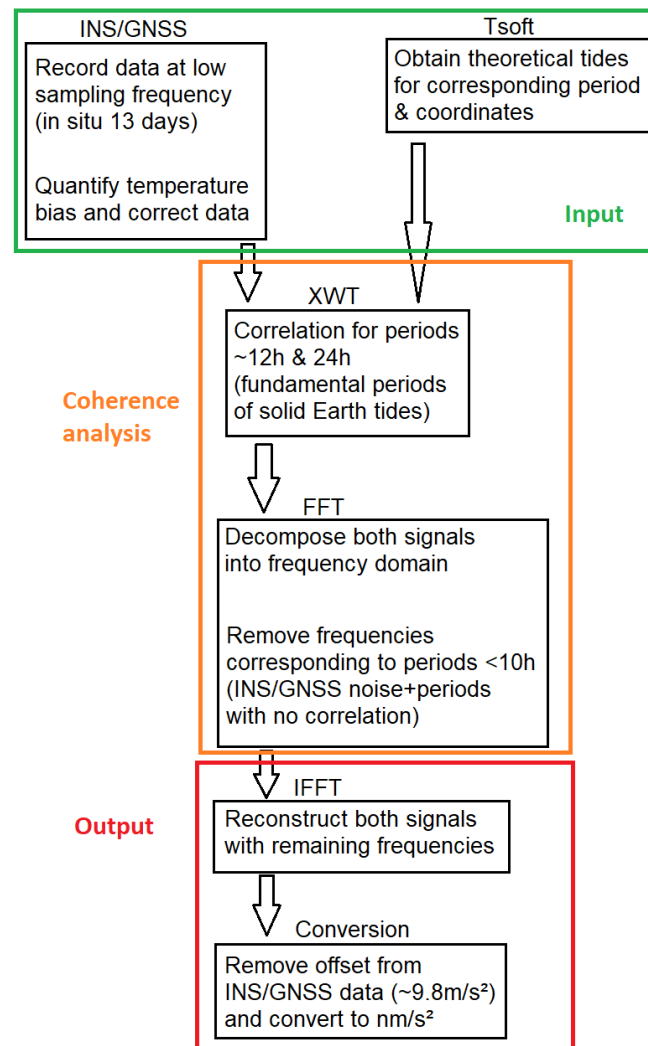 INS/GNSS
Record data at low
sampling frequency
(in situ 13 days)
Quantify temperature
bias and correct data
Tsoft
Obtain theoretical tides
for corresponding period
& coordinates
Input
XWT
Correlation for periods
~12h & 24h
(fundamental periods
of solid Earth tides)
Coherence
analysis
FFT
Decompose both signals
into frequency domain
Remove frequencies
corresponding to periods <10h
(INS/GNSS noise+periods
with no correlation)
IFFT
Output
Reconstruct both signals
with remaining frequencies
Conversion
Remove offset from
INS/GNSS data (~9.8m/s²)
and convert to nm/s²